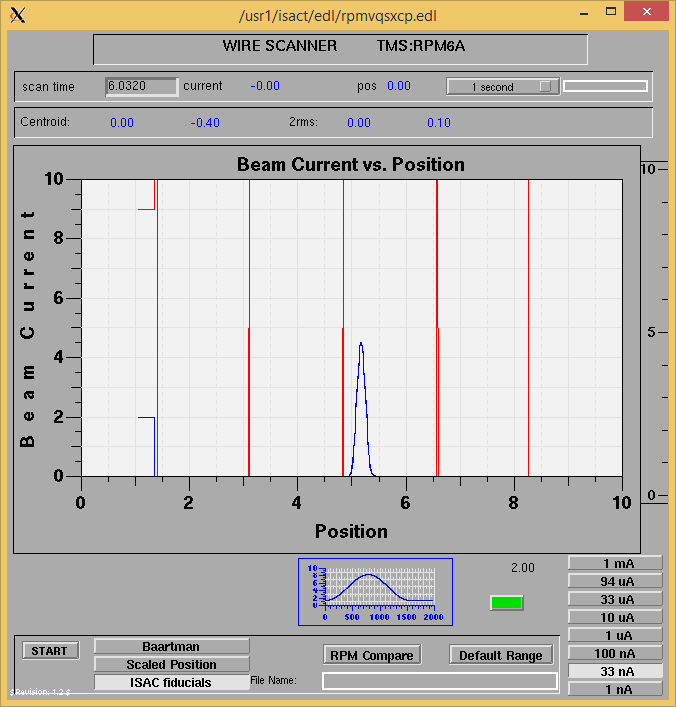 /usr1/isact/edl/rpmvqsxcp.edl
WIRE SCANNER TMS:RPM6A
scan time 6.0320 current -0.00 pos 0.00 1 second
Centroid: 0.00 -0.40 2rms: 0.00 0.10
Beam Current vs. Position
Beam Current
10
8
6
4
2
0
0 2 4 6 8 10
Position
10
5
0
10
8
6
4
2
0
0 500 1000 1500 2000
2.00
1 mA
94 uA
33 uA
10 uA
1 uA
100 nA
33 nA
1 nA
START
Baartman
Scaled Position
ISAC fiducials
RPM Compare
Default Range
File Name:
$Revision: 1.2 $